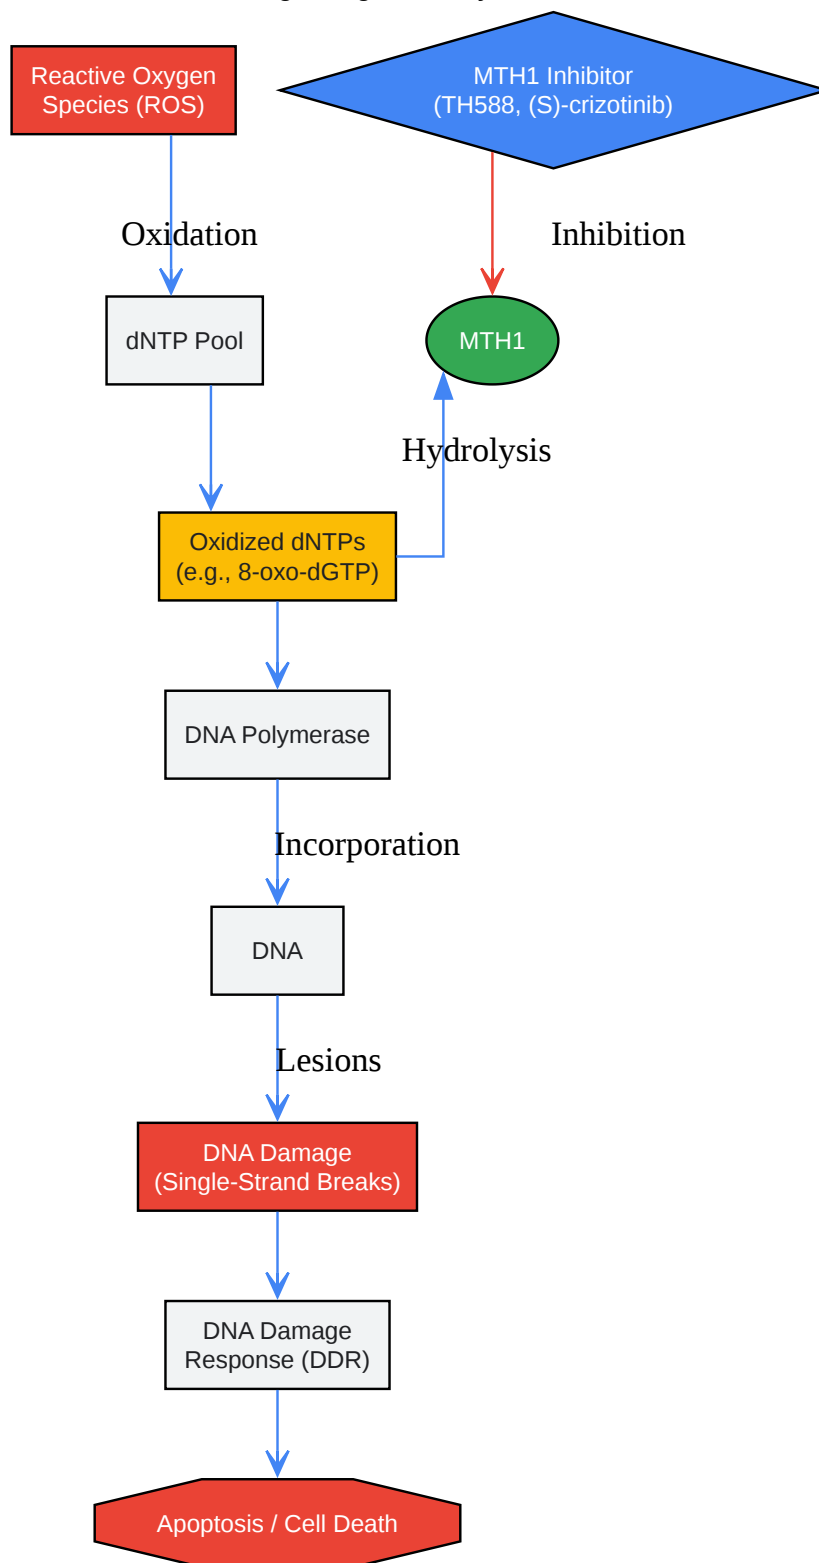 Reactive Oxygen
Species (ROS)
MTH1 Inhibitor
(TH588, (S)-crizotinib)
Oxidation
Inhibition
dNTP Pool
MTH1
Hydrolysis
Oxidized dNTPs
(e.g., 8-oxo-dGTP)
DNA Polymerase
Incorporation
DNA
Lesions
DNA Damage
(Single-Strand Breaks)
DNA Damage
Response (DDR)
Apoptosis / Cell Death